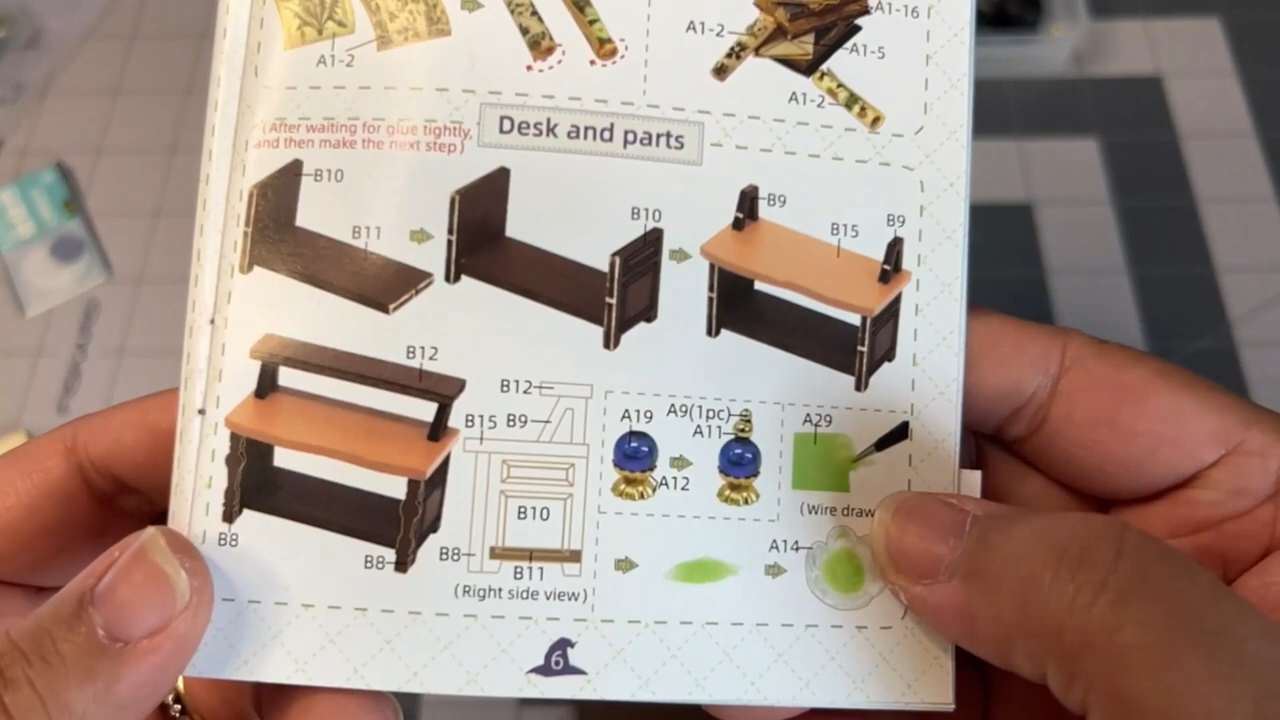 A1-2
A1-16
A1-2
A1-5
A1-2
(After waiting for glue tightly,
and then make the next step)
Desk and parts
B10
B11
B10
B9
B15
B9
B12
B8
B8
B12
B15 B9
B10
B8
B11
(Right side view)
A19
A12
A9(1pc)
A11
A29
(Wire draw
A14
6